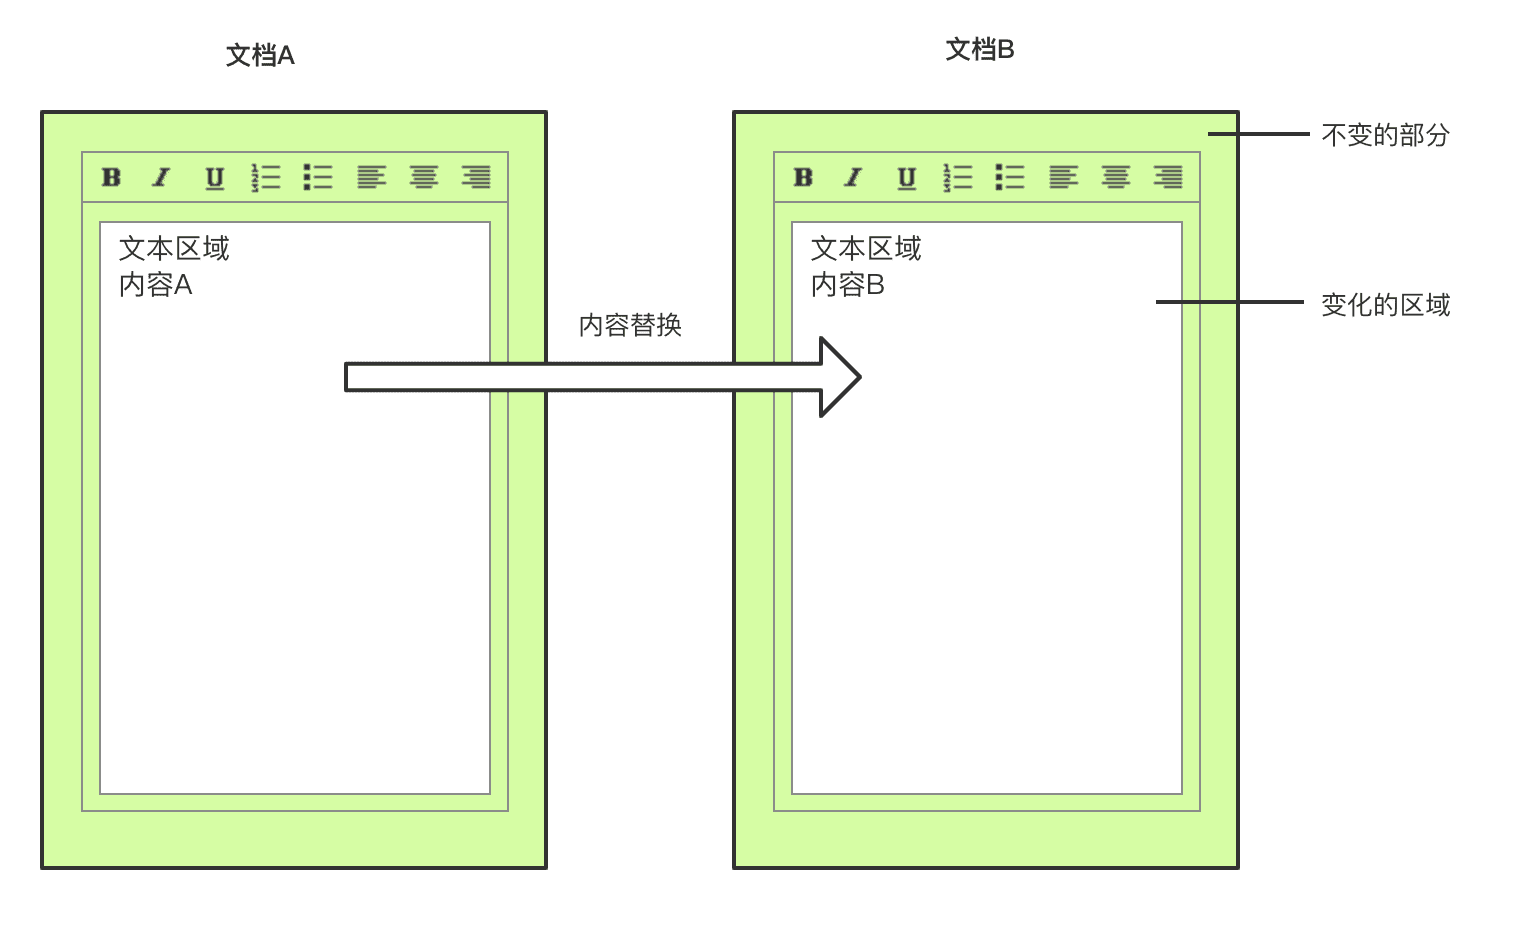 文档A
文档B
不变的部分
B I U
B I U
文本区域
内容A
文本区域
内容B
变化的区域
内容替换